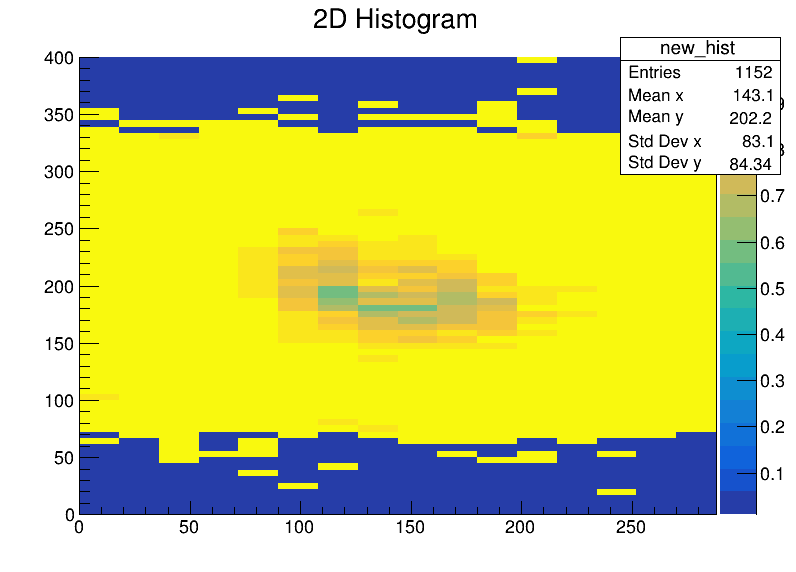 2D Histogram
new_hist
Entries 1152
Mean x 143.1
Mean y 202.2
Std Dev x 83.1
Std Dev y 84.34
400
350
300
250
200
150
100
50
0
0 50 100 150 200 250
0.7
0.6
0.5
0.4
0.3
0.2
0.1